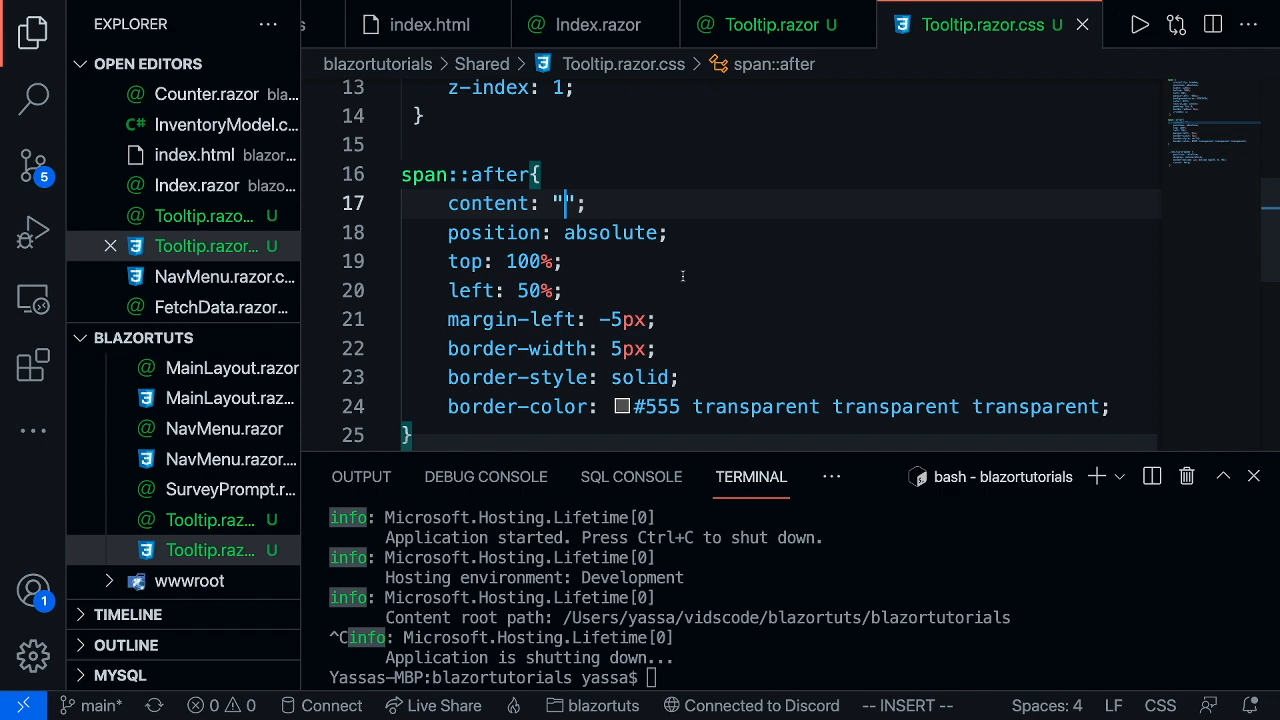 EXPLORER
s
index.html
Index.razor
Tooltip.razor U
Tooltip.razor.css U
OPEN EDITORS
Counter.razor bla...
InventoryModel.c...
index.html blazor...
Index.razor blazo...
Tooltip.razo... U
Tooltip.razor... U
NavMenu.razor.c...
FetchData.razor...
BLAZORTUTS
MainLayout.razor
MainLayout.raz...
NavMenu.razor
NavMenu.razor....
SurveyPrompt.r...
Tooltip.raz... U
Tooltip.raz... U
wwwroot
TIMELINE
OUTLINE
MYSQL
5
1
blazortutorials > Shared > Tooltip.razor.css > span::after
13 z-index: 1;
14 }
15
16 span::after{
17 content: "";
18 position: absolute;
19 top: 100%;
20 left: 50%;
21 margin-left: -5px;
22 border-width: 5px;
23 border-style: solid;
24 border-color: #555 transparent transparent transparent;
25 }
OUTPUT DEBUG CONSOLE SQL CONSOLE TERMINAL bash - blazortutorials
info: Microsoft.Hosting.Lifetime[0]
Application started. Press Ctrl+C to shut down.
info: Microsoft.Hosting.Lifetime[0]
Hosting environment: Development
info: Microsoft.Hosting.Lifetime[0]
Content root path: /Users/yassa/vidscode/blazortuts/blazortutorials
^Cinfo: Microsoft.Hosting.Lifetime[0]
Application is shutting down...
Yassas-MBP:blazortutorials yassa$
main* 0 0 Connect Live Share blazortuts Connected to Discord -- INSERT -- Spaces: 4 LF CSS